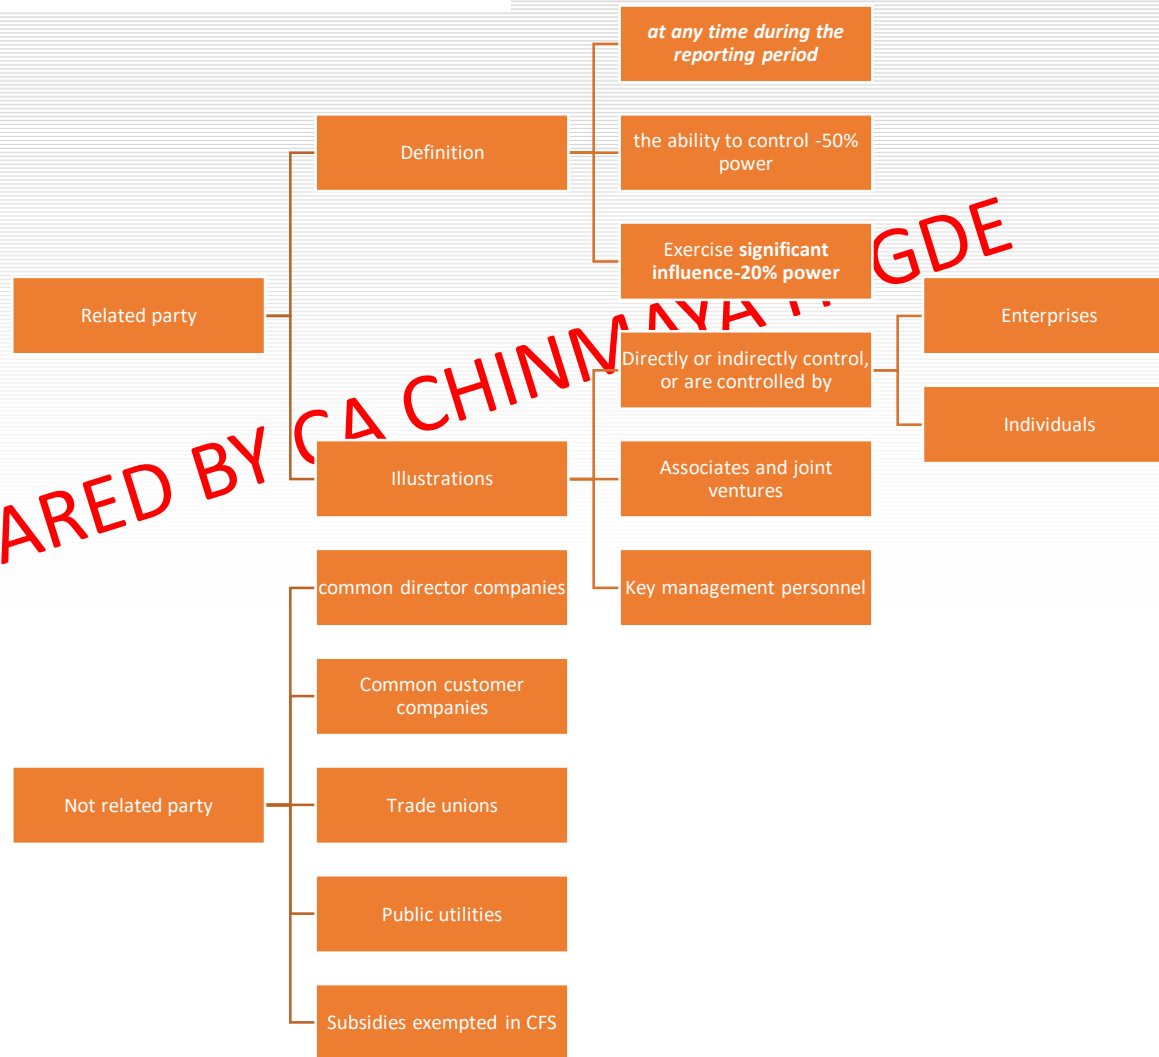 Related party
Definition
at any time during the
reporting period
the ability to control -50%
power
Exercise significant
influence-20% power
Illustrations
Directly or indirectly control,
or are controlled by
Enterprises
Individuals
Associates and joint
ventures
Key management personnel
Not related party
common director companies
Common customer
companies
Trade unions
Public utilities
Subsidies exempted in CFS
BY CA